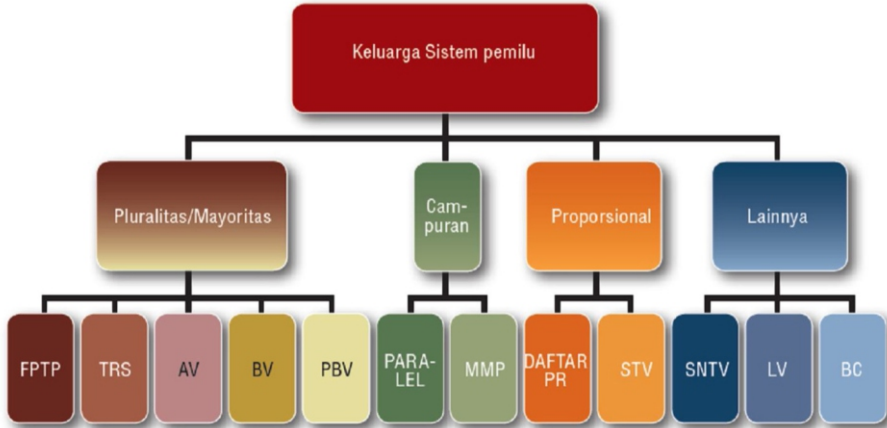 Keluarga Sistem pemilu
Pluralitas/Mayoritas
Cam-
puran
Proporsional
Lainnya
FPTP
TRS
AV
BV
PBV
PARA-
LEL
MMP
DAFTAR
PR
STV
SNTV
LV
BC